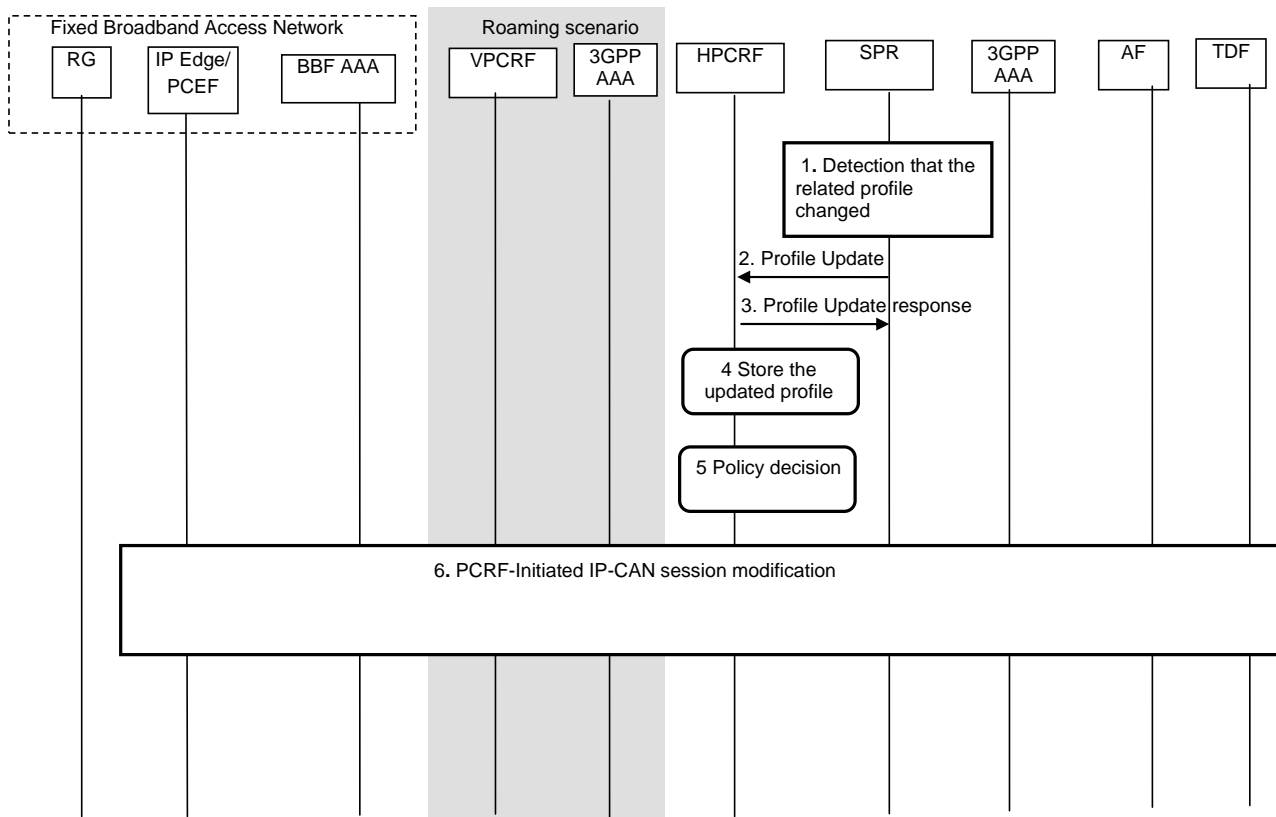 Fixed Broadband Access Network
Roaming scenario
RG
IP Edge/
PCEF
BBF AAA
VPCRF
3GPP
AAA
HPCRF
SPR
3GPP
AAA
AF
TDF
1. Detection that the
related profile
changed
2. Profile Update
3. Profile Update response
4 Store the
updated profile
5 Policy decision
6. PCRF-Initiated IP-CAN session modification